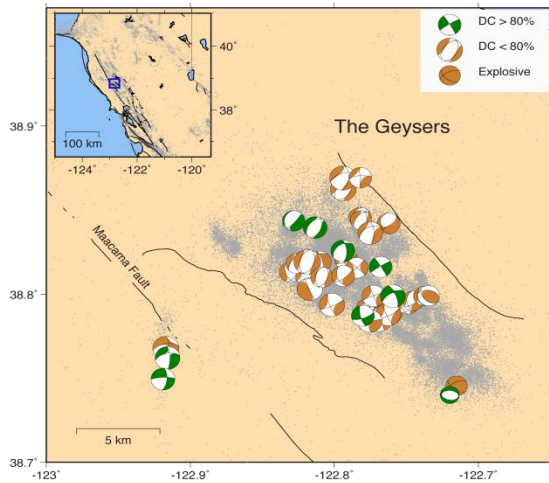 DC > 80%
DC < 80%
Explosive
40°
38°
100 km
-124°
-122°
-120°
The Geysers
Maacama Fault
5 km
38.9°
38.8°
38.7°
-123°
-122.9°
-122.8°
-122.7°